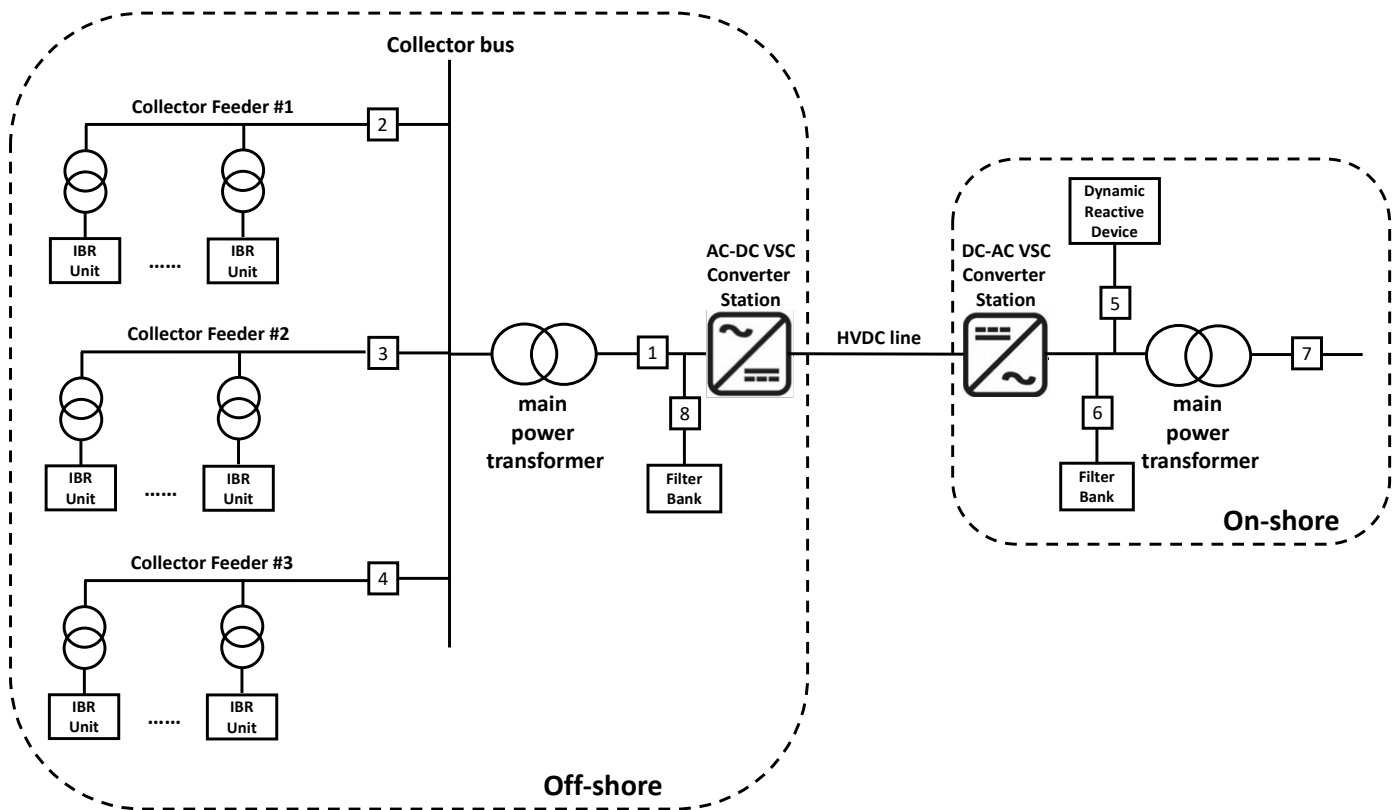 Collector bus
Collector Feeder #1
2
IBR
Unit
......
IBR
Unit
Collector Feeder #2
3
IBR
Unit
......
IBR
Unit
Collector Feeder #3
4
IBR
Unit
......
IBR
Unit
main
power
transformer
1
8
Filter
Bank
AC-DC VSC
Converter
Station
Off-shore
HVDC line
DC-AC VSC
Converter
Station
Dynamic
Reactive
Device
5
6
Filter
Bank
main
power
transformer
7
On-shore